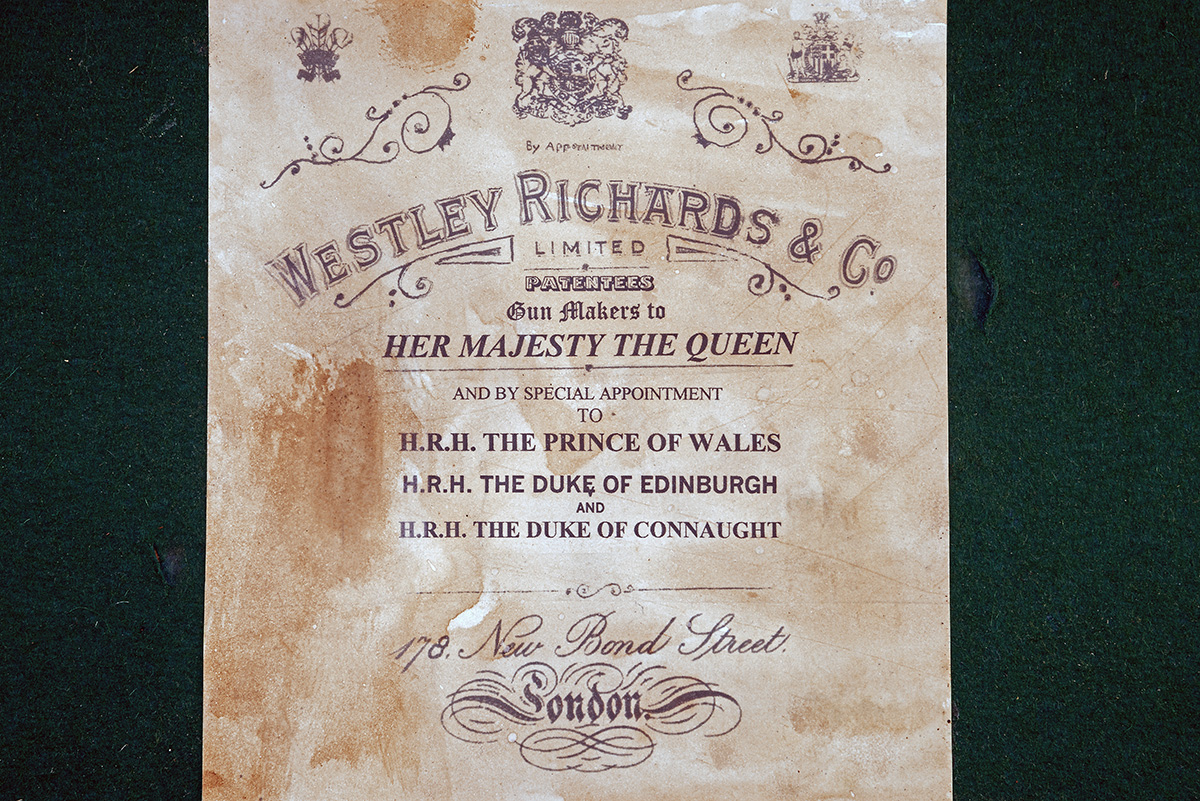 By Appointment
WESTLEY RICHARDS & Co
LIMITED
PATENTEES
Gun Makers to
HER MAJESTY THE QUEEN
AND BY SPECIAL APPOINTMENT
TO
H.R.H. THE PRINCE OF WALES
H.R.H. THE DUKE OF EDINBURGH
AND
H.R.H. THE DUKE OF CONNAUGHT
178. New Bond Street.
London.